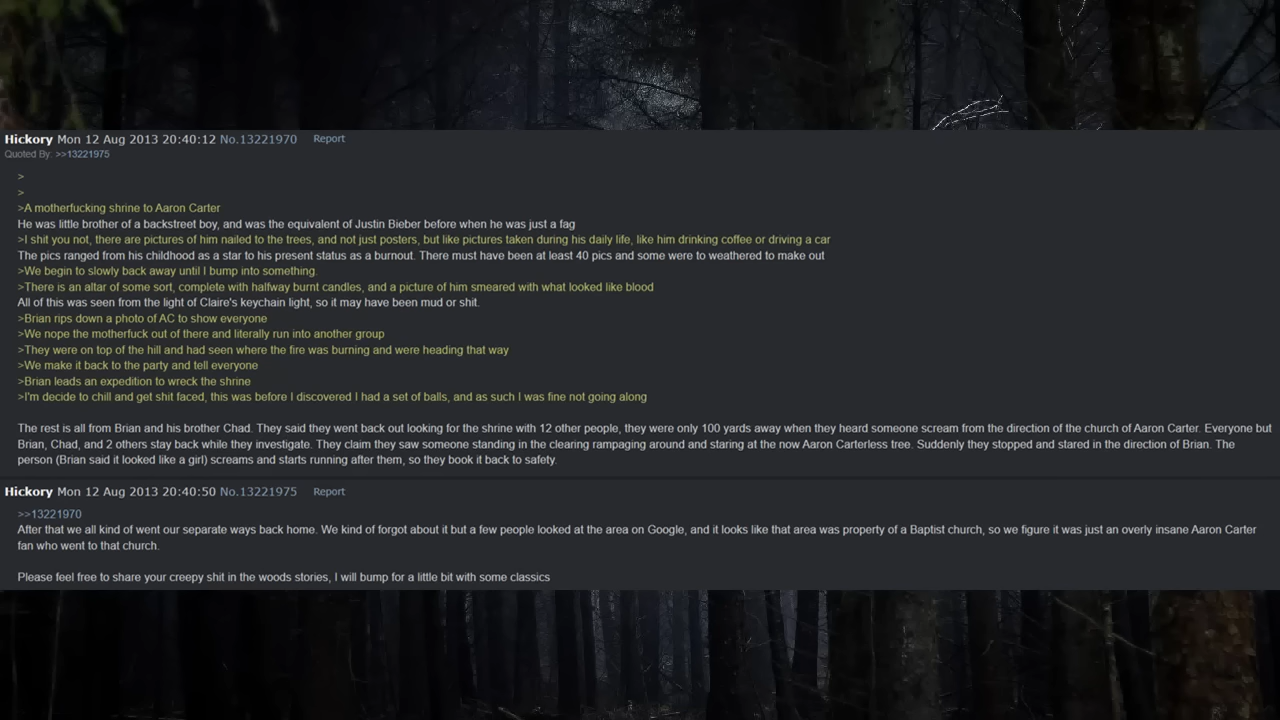 Hickory Mon 12 Aug 2013 20:40:12 No.13221970 Report
Quoted By: >>13221975
>
>
>A motherfucking shrine to Aaron Carter
He was little brother of a backstreet boy, and was the equivalent of Justin Bieber before when he was just a fag
>I shit you not, there are pictures of him nailed to the trees, and not just posters, but like pictures taken during his daily life, like him drinking coffee or driving a car
The pics ranged from his childhood as a star to his present status as a burnout. There must have been at least 40 pics and some were to weathered to make out
>We begin to slowly back away until I bump into something.
>There is an altar of some sort, complete with halfway burnt candles, and a picture of him smeared with what looked like blood
All of this was seen from the light of Claire's keychain light, so it may have been mud or shit.
>Brian rips down a photo of AC to show everyone
>We nope the motherfuck out of there and literally run into another group
>They were on top of the hill and had seen where the fire was burning and were heading that way
>We make it back to the party and tell everyone
>Brian leads an expedition to wreck the shrine
>I'm decide to chill and get shit faced, this was before I discovered I had a set of balls, and as such I was fine not going along
The rest is all from Brian and his brother Chad. They said they went back out looking for the shrine with 12 other people, they were only 100 yards away when they heard someone scream from the direction of the church of Aaron Carter. Everyone but
Brian, Chad, and 2 others stay back while they investigate. They claim they saw someone standing in the clearing rampaging around and staring at the now Aaron Carterless tree. Suddenly they stopped and stared in the direction of Brian. The
person (Brian said it looked like a girl) screams and starts running after them, so they book it back to safety.
Hickory Mon 12 Aug 2013 20:40:50 No.13221975 Report
>>13221970
After that we all kind of went our separate ways back home. We kind of forgot about it but a few people looked at the area on Google, and it looks like that area was property of a Baptist church, so we figure it was just an overly insane Aaron Carter
fan who went to that church.
Please feel free to share your creepy shit in the woods stories, I will bump for a little bit with some classics